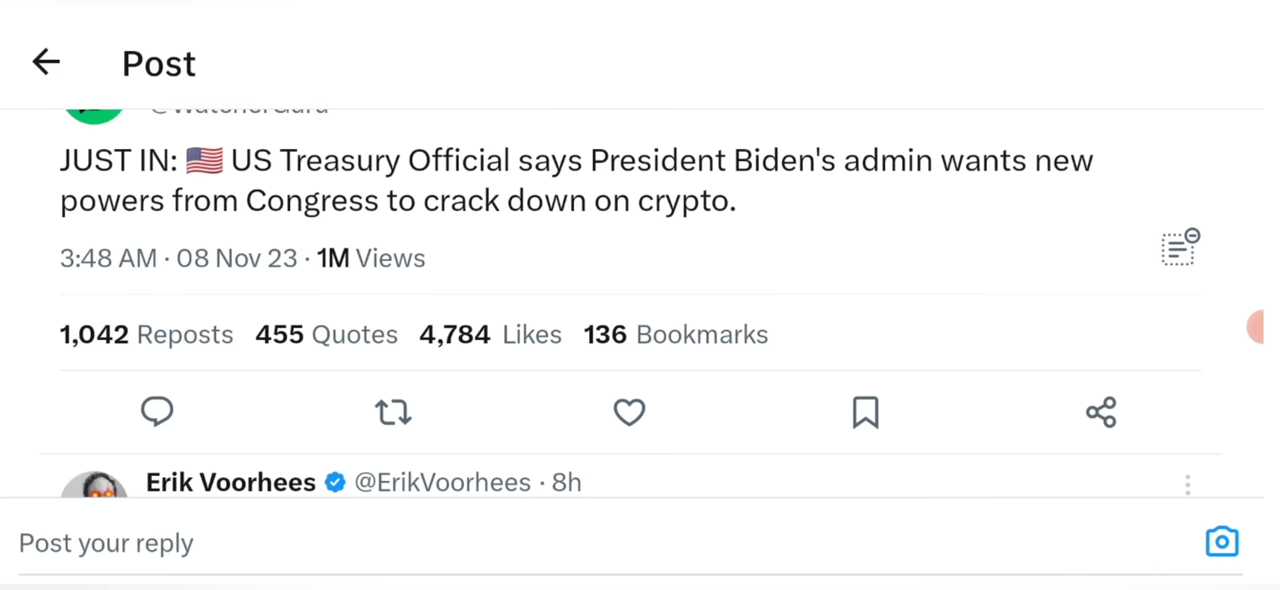 Post
@WatcherGuru
JUST IN: 🇺🇸 US Treasury Official says President Biden's admin wants new
powers from Congress to crack down on crypto.
3:48 AM · 08 Nov 23 · 1M Views
1,042 Reposts 455 Quotes 4,784 Likes 136 Bookmarks
Erik Voorhees @ErikVoorhees · 8h
Post your reply